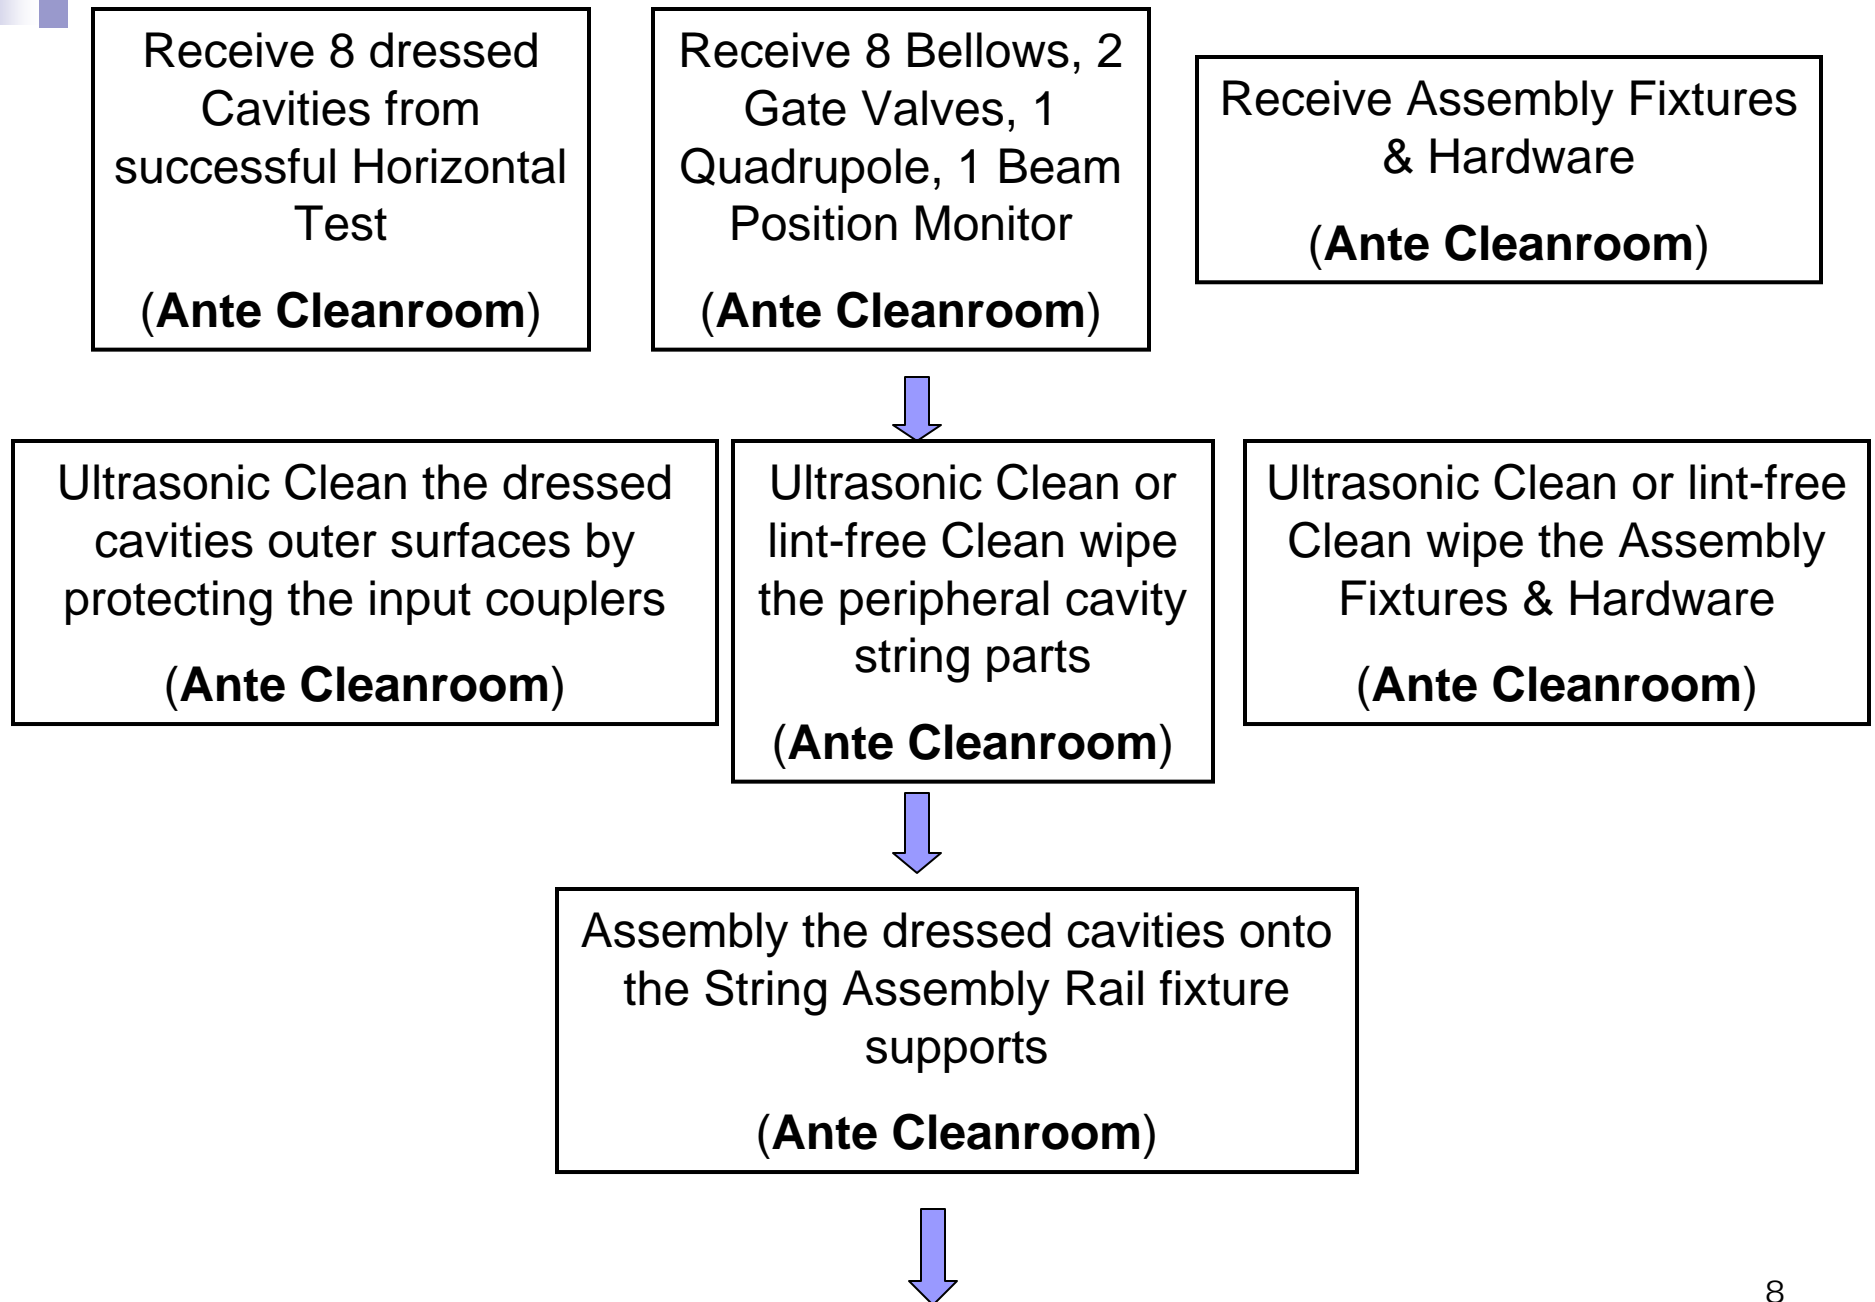 Receive 8 dressed
Cavities from
successful Horizontal
Test
(Ante Cleanroom)
Receive 8 Bellows, 2
Gate Valves, 1
Quadrupole, 1 Beam
Position Monitor
(Ante Cleanroom)
Receive Assembly Fixtures
& Hardware
(Ante Cleanroom)
Ultrasonic Clean the dressed
cavities outer surfaces by
protecting the input couplers
(Ante Cleanroom)
Ultrasonic Clean or
lint-free Clean wipe
the peripheral cavity
string parts
(Ante Cleanroom)
Ultrasonic Clean or lint-free
Clean wipe the Assembly
Fixtures & Hardware
(Ante Cleanroom)
Assembly the dressed cavities onto
the String Assembly Rail fixture
supports
(Ante Cleanroom)
8